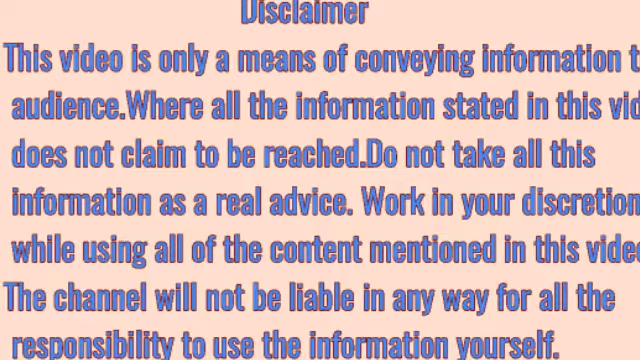 Disclaimer
This video is only a means of conveying information t
audience.Where all the information stated in this vid
does not claim to be reached.Do not take all this
information as a real advice. Work in your discretion
while using all of the content mentioned in this vide
The channel will not be liable in any way for all the
responsibility to use the information yourself.